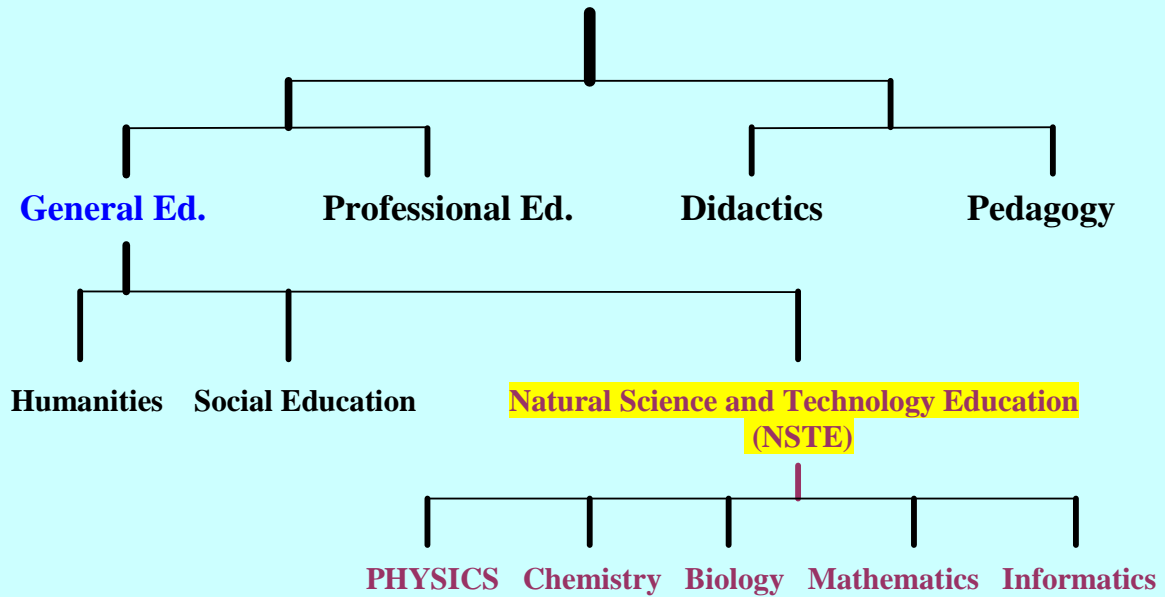 General Ed. Professional Ed. Didactics Pedagogy
Humanities Social Education Natural Science and Technology Education
(NSTE)
PHYSICS Chemistry Biology Mathematics Informatics